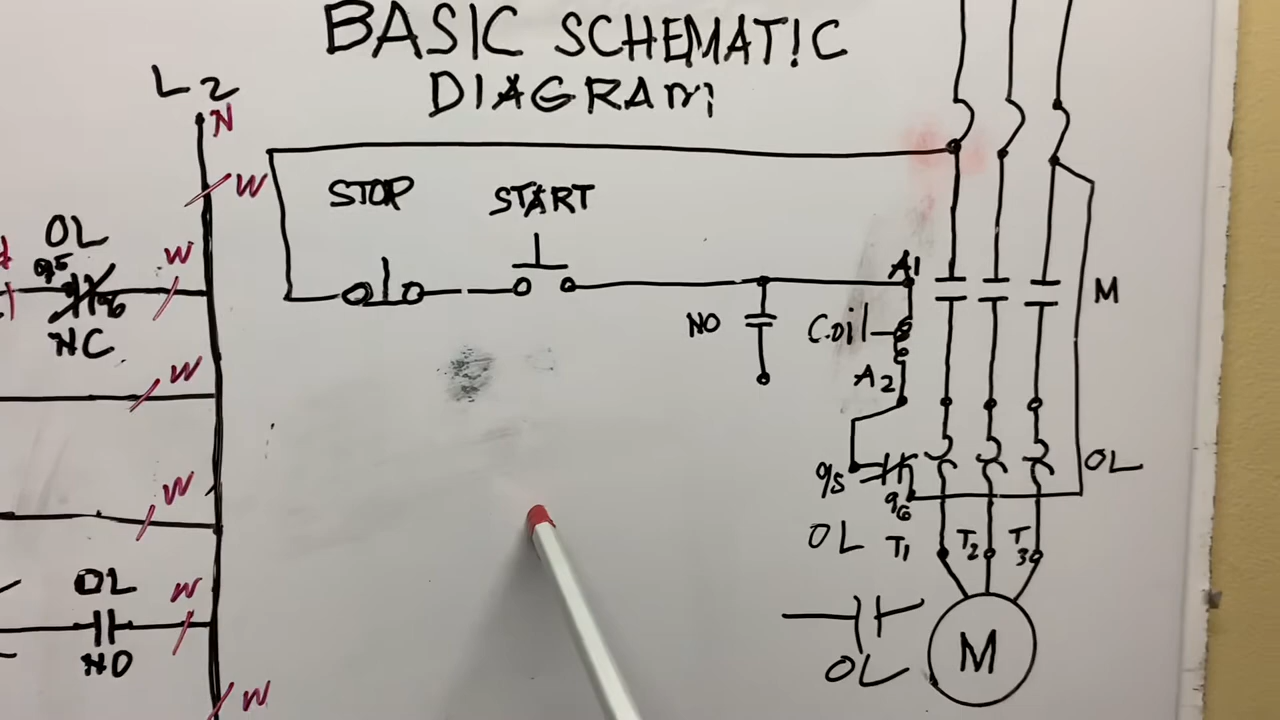 BASIC SCHEMATIC
DIAGRAM
L2
N
W
STOP
START
OL
95
W
96
NC
A1
M
NO
Coil
A2
W
W
95
96
OL
OL
T1
T2
T3
OL
W
NO
OL
M
W